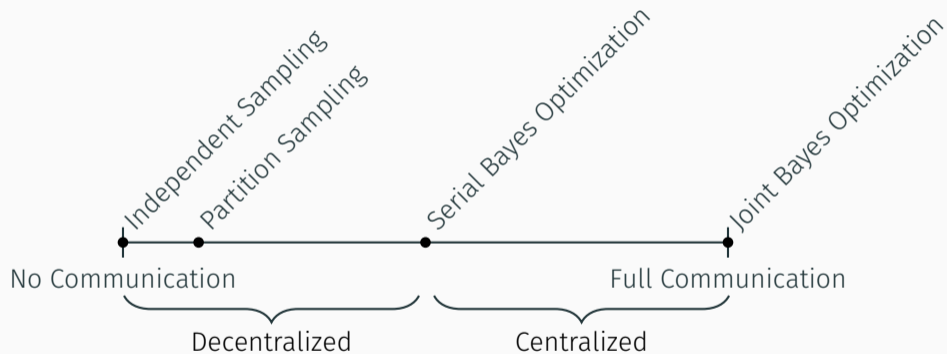 Independent Sampling
Partition Sampling
Serial Bayes Optimization
Joint Bayes Optimization
No Communication
Full Communication
Decentralized
Centralized